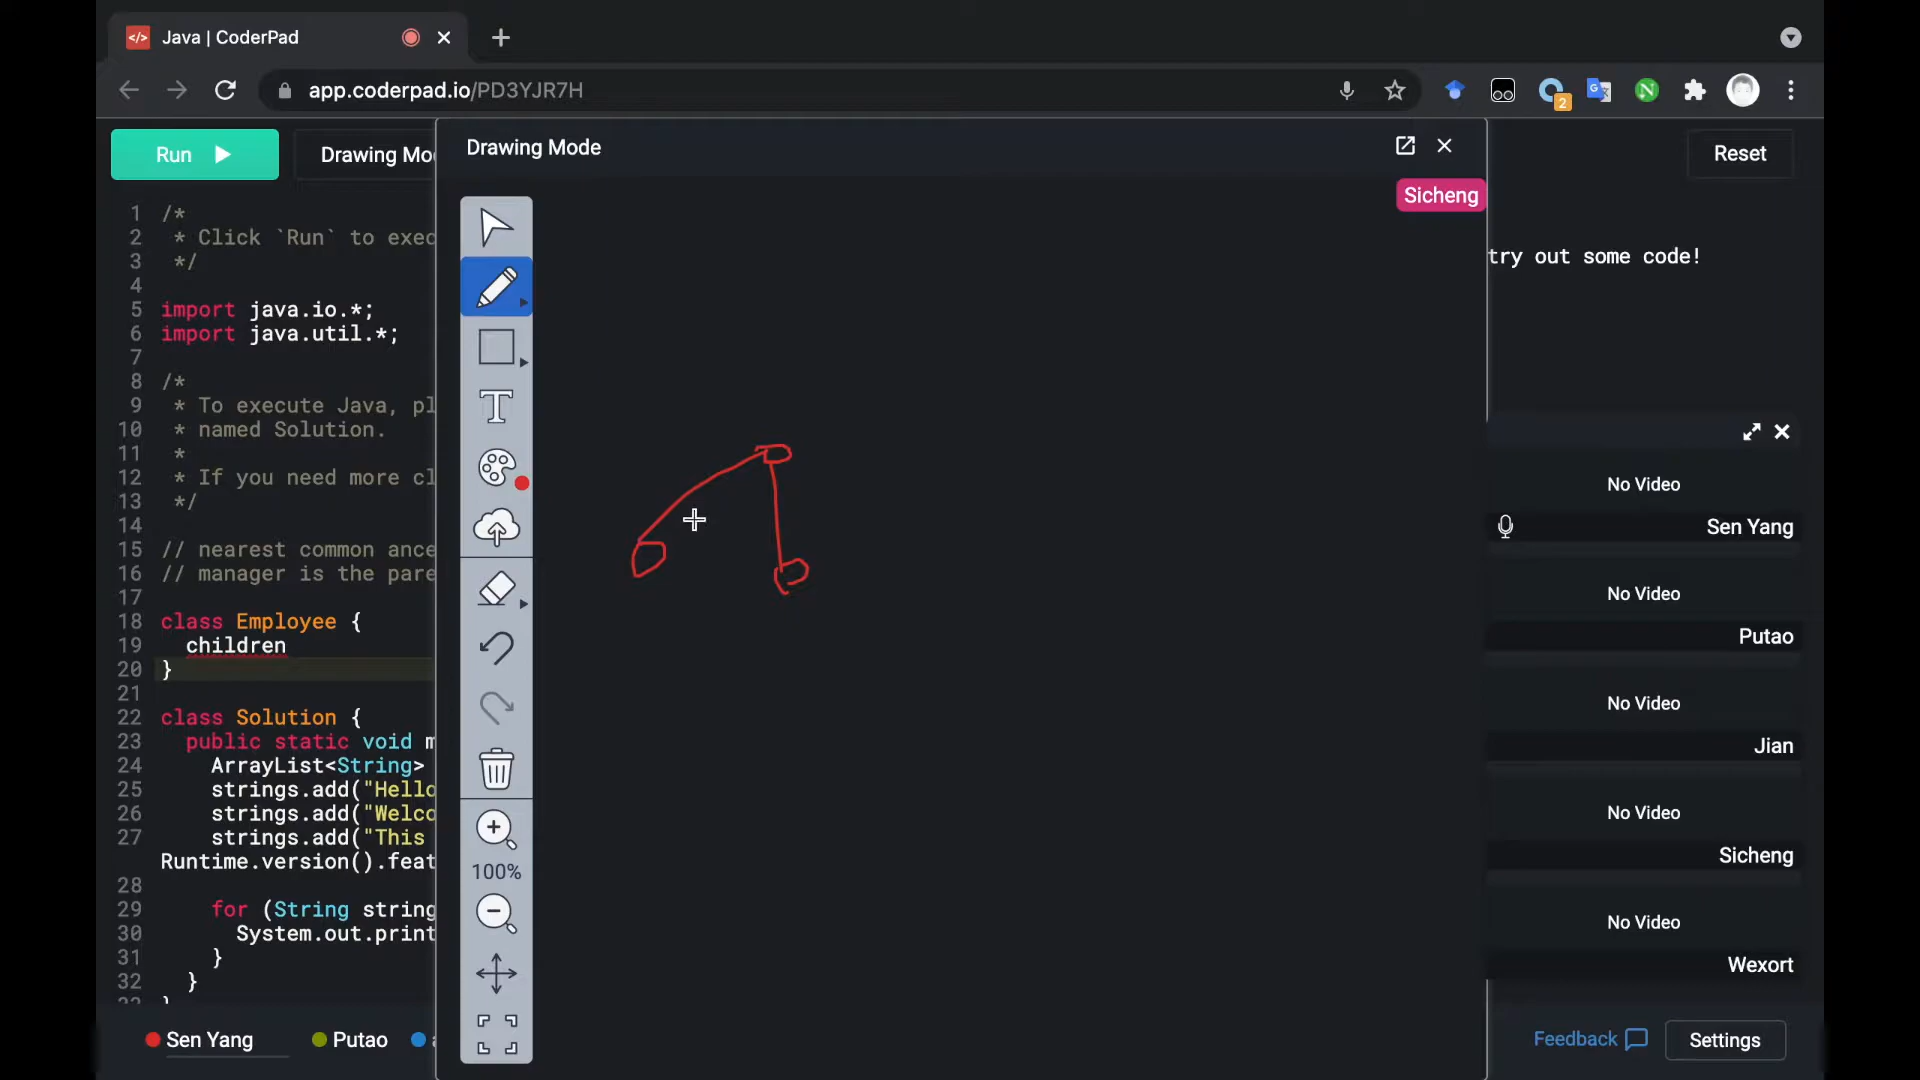 Java | CoderPad
app.coderpad.io/PD3YJR7H
2
Run
Drawing Mo
Drawing Mode
Reset
Sicheng
1 /*
2 * Click `Run` to exec
3 */
4
5 import java.io.*;
6 import java.util.*;
7
8 /*
9 * To execute Java, pl
10 * named Solution.
11 *
12 * If you need more cl
13 */
14
15 // nearest common ance
16 // manager is the pare
17
18 class Employee {
19 children
20 }
21
22 class Solution {
23 public static void m
24 ArrayList<String>
25 strings.add("Hello
26 strings.add("Welco
27 strings.add("This
Runtime.version().feat
28
29 for (String string
30 System.out.print
31 }
32 }
T
100%
try out some code!
No Video
Sen Yang
No Video
Putao
No Video
Jian
No Video
Sicheng
No Video
Wexort
Sen Yang
Putao
Feedback
Settings